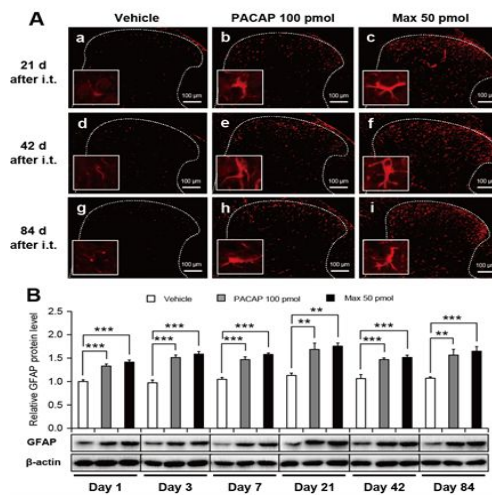 A
Vehicle PACAP 100 pmol Max 50 pmol
21 d after i.t.
a b c
100 μm 100 μm 100 μm
42 d after i.t.
d e f
100 μm 100 μm 100 μm
84 d after i.t.
g h i
100 μm 100 μm 100 μm
B
Vehicle PACAP 100 pmol Max 50 pmol
Relative GFAP protein level
2.5
2.0
1.5
1.0
0.5
0.0
*** *** *** ** *** ***
*** *** *** ** *** **
GFAP
β-actin
Day 1 Day 3 Day 7 Day 21 Day 42 Day 84